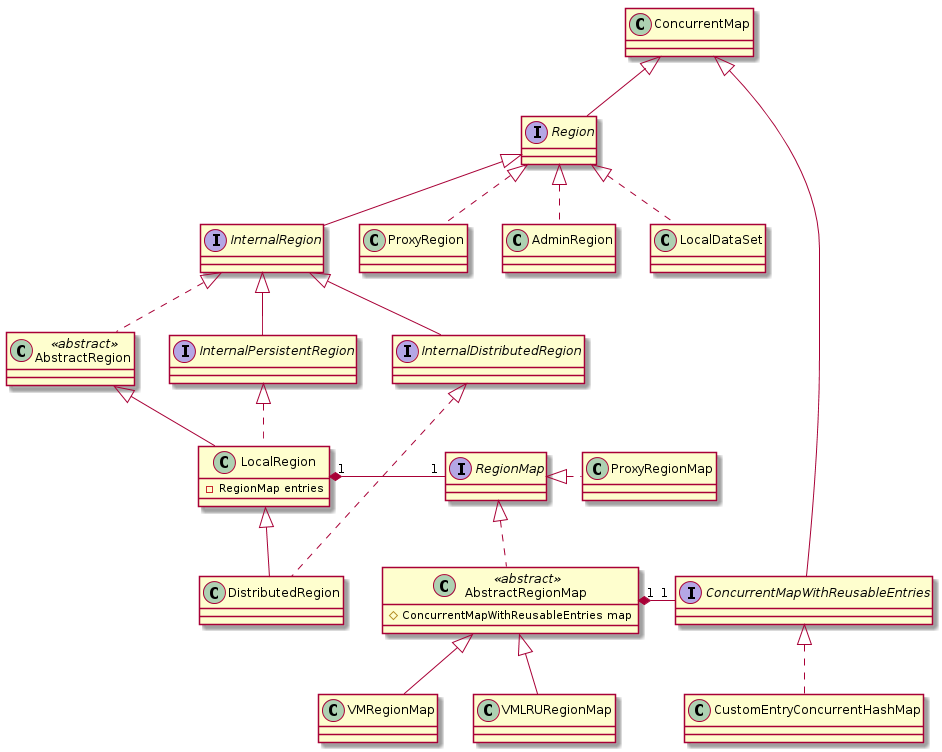 C ConcurrentMap
I Region
I InternalRegion
C ProxyRegion
C AdminRegion
C LocalDataSet
C «abstract»
AbstractRegion
I InternalPersistentRegion
I InternalDistributedRegion
C LocalRegion
RegionMap entries
1 1
I RegionMap
C ProxyRegionMap
C DistributedRegion
C «abstract»
AbstractRegionMap
ConcurrentMapWithReusableEntries map
1 1
I ConcurrentMapWithReusableEntries
C VMRegionMap
C VMLRURegionMap
C CustomEntryConcurrentHashMap